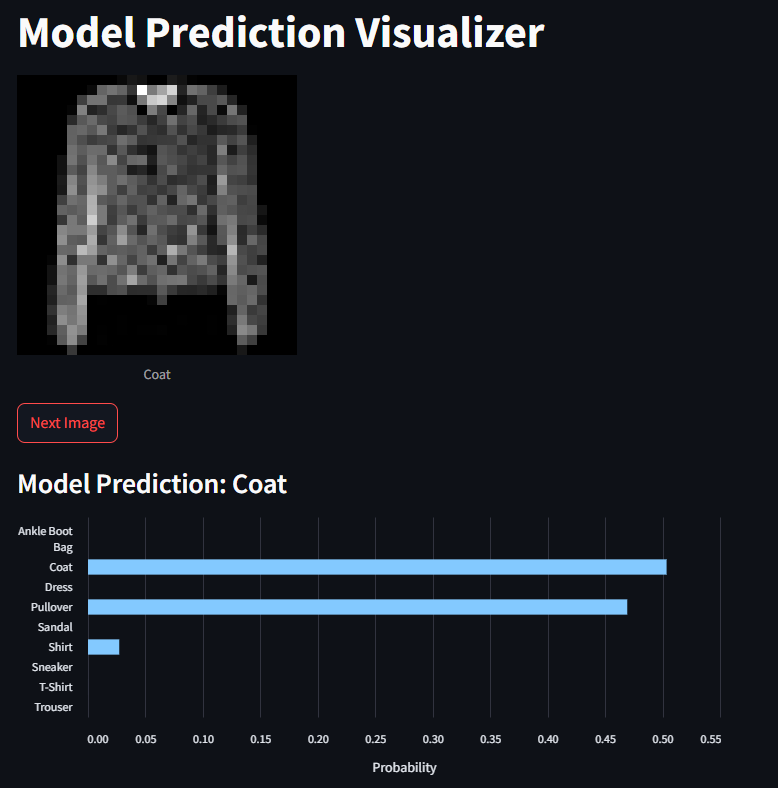 Model Prediction Visualizer
Coat
Next Image
Model Prediction: Coat
Ankle Boot
Bag
Coat
Dress
Pullover
Sandal
Shirt
Sneaker
T-Shirt
Trouser
0.00 0.05 0.10 0.15 0.20 0.25 0.30 0.35 0.40 0.45 0.50 0.55
Probability